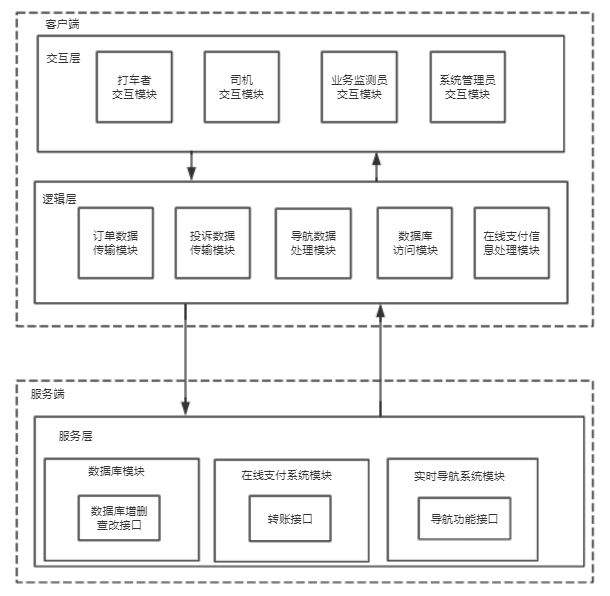 客户端
交互层
打车者
交互模块
司机
交互模块
业务监测员
交互模块
系统管理员
交互模块
逻辑层
订单数据
传输模块
投诉数据
传输模块
导航数据
处理模块
数据库
访问模块
在线支付信
息处理模块
服务端
服务层
数据库模块
数据库增删
查改接口
在线支付系统模块
转账接口
实时导航系统模块
导航功能接口